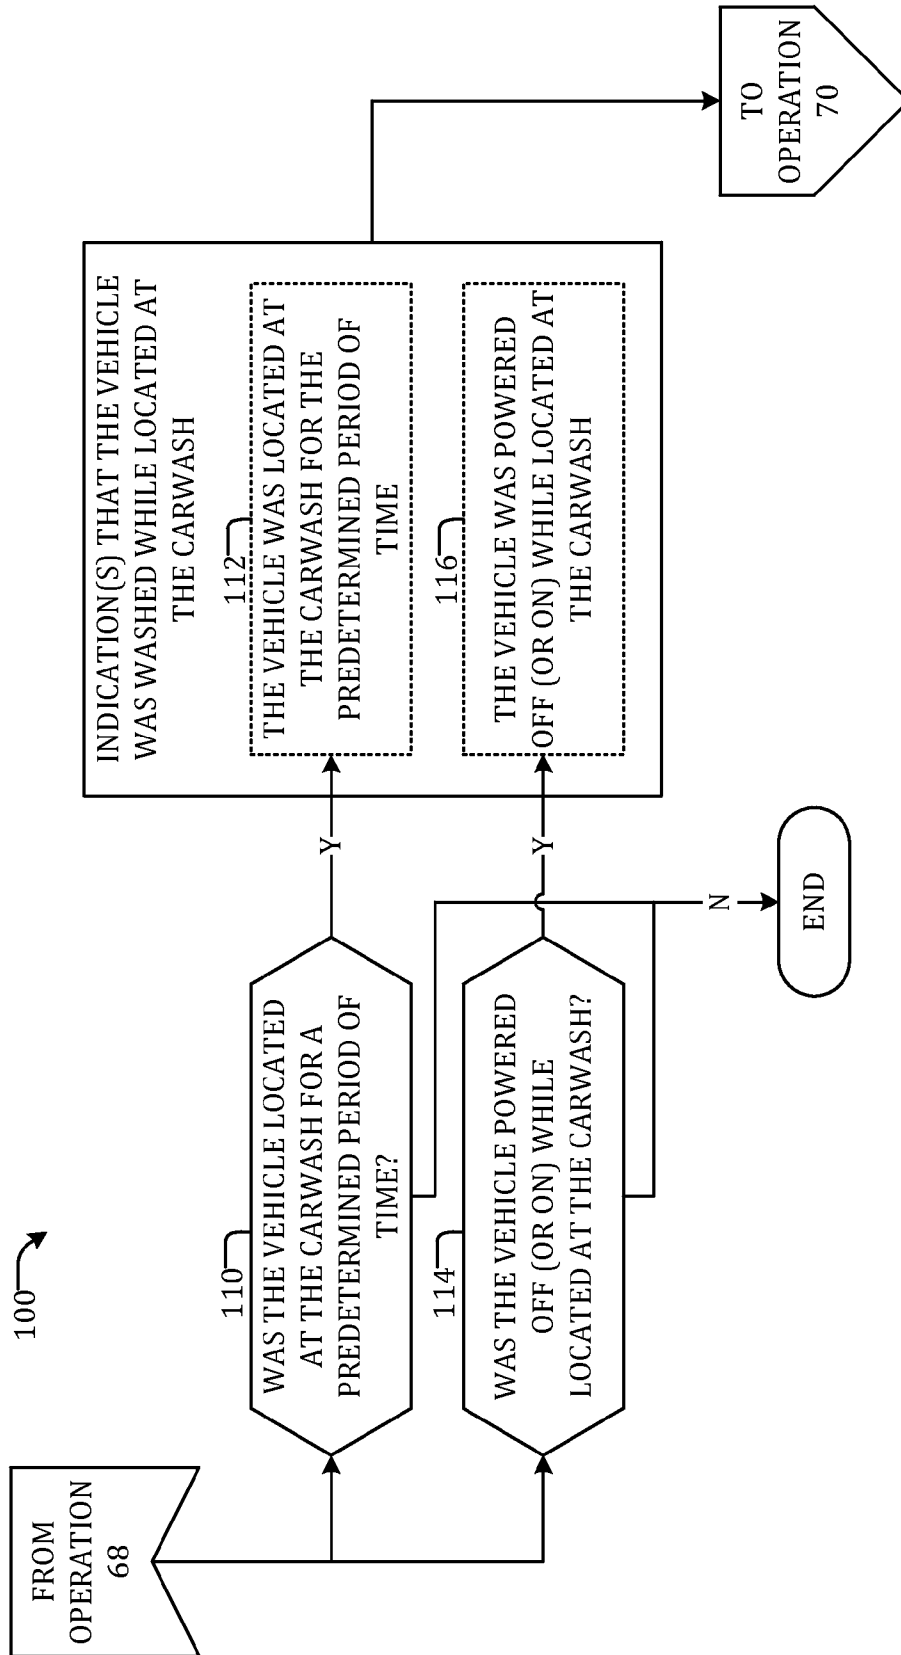 100
FROM
OPERATION
68
110
WAS THE VEHICLE LOCATED
AT THE CARWASH FOR A
PREDETERMINED PERIOD OF
TIME?
114
WAS THE VEHICLE POWERED
OFF (OR ON) WHILE
LOCATED AT THE CARWASH?
Y
Y
N
END
INDICATION(S) THAT THE VEHICLE
WAS WASHED WHILE LOCATED AT
THE CARWASH
112
THE VEHICLE WAS LOCATED AT
THE CARWASH FOR THE
PREDETERMINED PERIOD OF
TIME
116
THE VEHICLE WAS POWERED
OFF (OR ON) WHILE LOCATED AT
THE CARWASH
TO
OPERATION
70